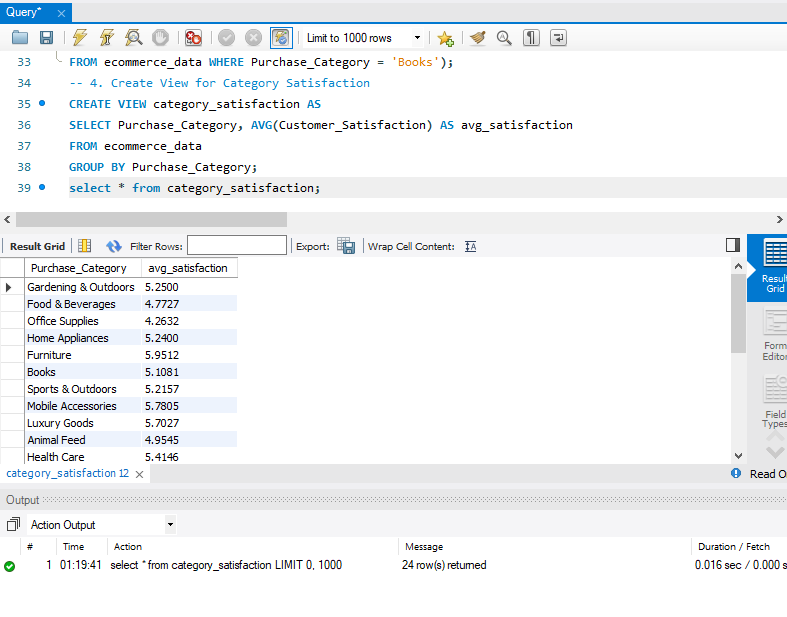 Query*
Limit to 1000 rows
33 FROM ecommerce_data WHERE Purchase_Category = 'Books');
34 -- 4. Create View for Category Satisfaction
35 CREATE VIEW category_satisfaction AS
36 SELECT Purchase_Category, AVG(Customer_Satisfaction) AS avg_satisfaction
37 FROM ecommerce_data
38 GROUP BY Purchase_Category;
39 select * from category_satisfaction;
Result Grid Filter Rows: Export: Wrap Cell Content:
Purchase_Category avg_satisfaction
Gardening & Outdoors 5.2500
Food & Beverages 4.7727
Office Supplies 4.2632
Home Appliances 5.2400
Furniture 5.9512
Books 5.1081
Sports & Outdoors 5.2157
Mobile Accessories 5.7805
Luxury Goods 5.7027
Animal Feed 4.9545
Health Care 5.4146
Result
Grid
Form
Editor
Field
Types
category_satisfaction 12
Read O
Output
Action Output
# Time Action Message Duration / Fetch
1 01:19:41 select * from category_satisfaction LIMIT 0, 1000 24 row(s) returned 0.016 sec / 0.000 s